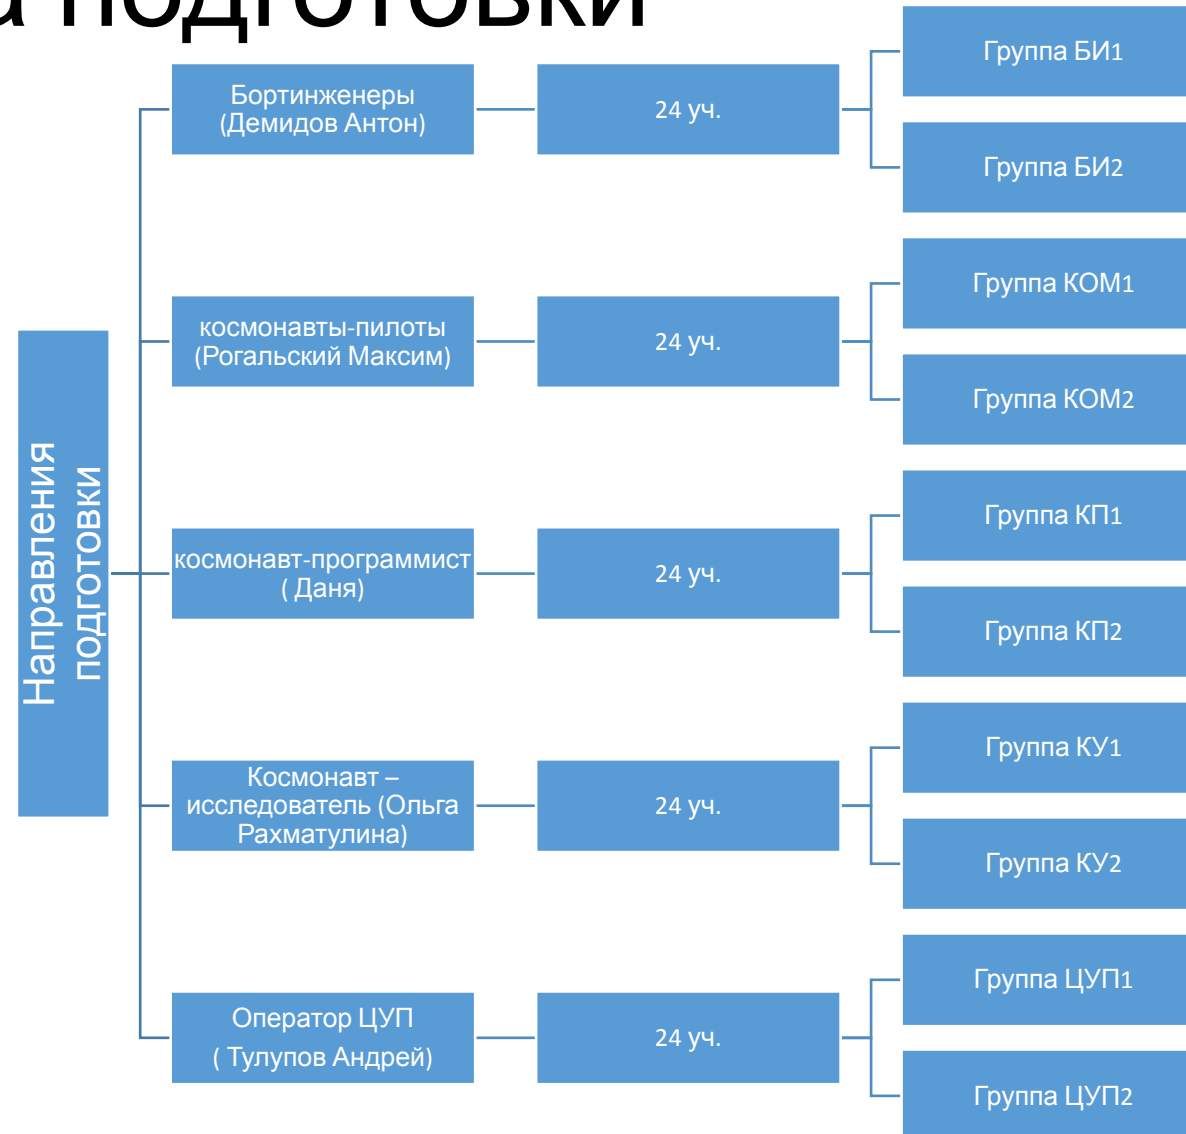 подготовки
Группа БИ1
Бортинженеры
(Демидов Антон)
24 уч.
Группа БИ2
Группа КОМ1
космонавты-пилоты
(Рогальский Максим)
24 уч.
Группа КОМ2
Направления
подготовки
Группа КП1
космонавт-программист
( Даня)
24 уч.
Группа КП2
Группа КУ1
Космонавт –
исследователь (Ольга
Рахматулина)
24 уч.
Группа КУ2
Группа ЦУП1
Оператор ЦУП
( Тулупов Андрей)
24 уч.
Группа ЦУП2